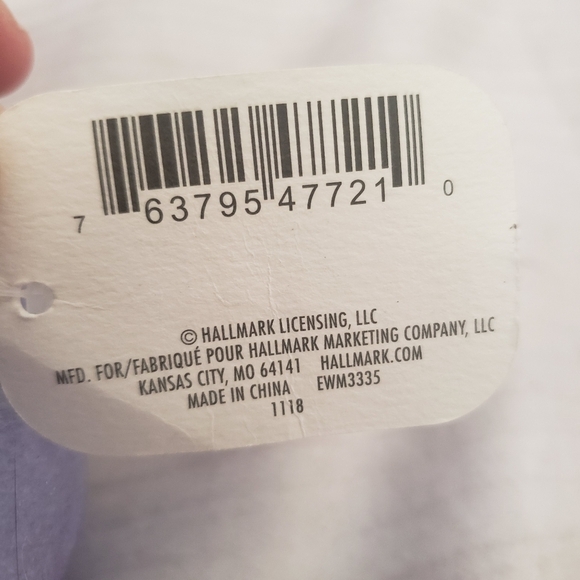 7 63795 47721 0
© HALLMARK LICENSING, LLC
MFD. FOR/FABRIQUÉ POUR HALLMARK MARKETING COMPANY, LLC
KANSAS CITY, MO 64141 HALLMARK.COM
MADE IN CHINA EWM3335
1118